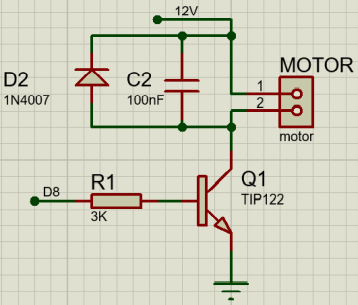 12V
D2
1N4007
C2
100nF
1
2
MOTOR
motor
D8
R1
3K
Q1
TIP122